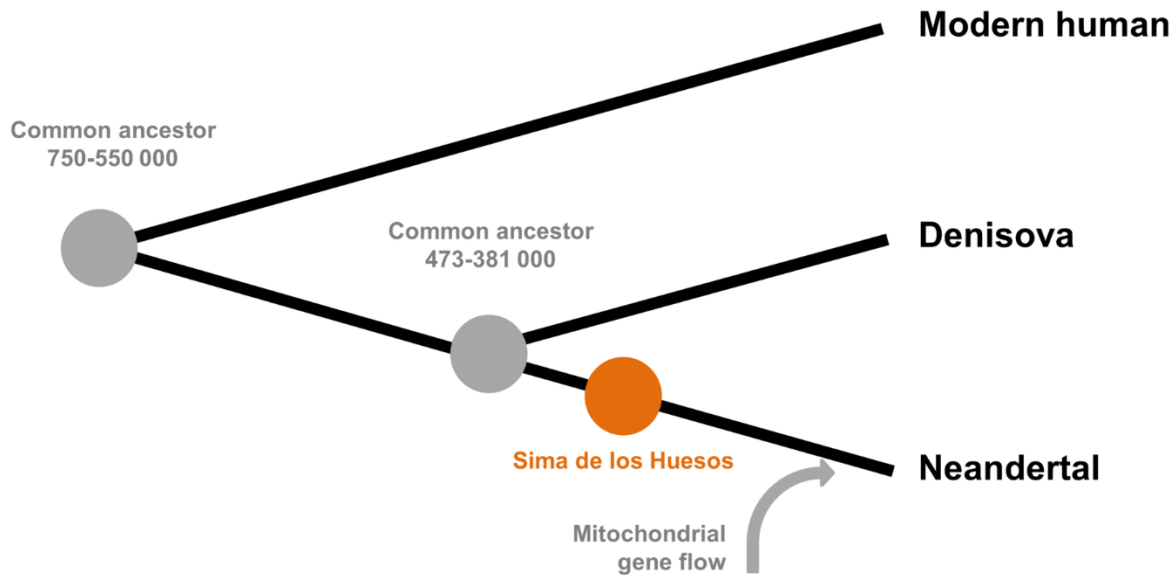 Modern human
Common ancestor
750-550 000
Common ancestor
473-381 000
Denisova
Sima de los Huesos
Neandertal
Mitochondrial
gene flow